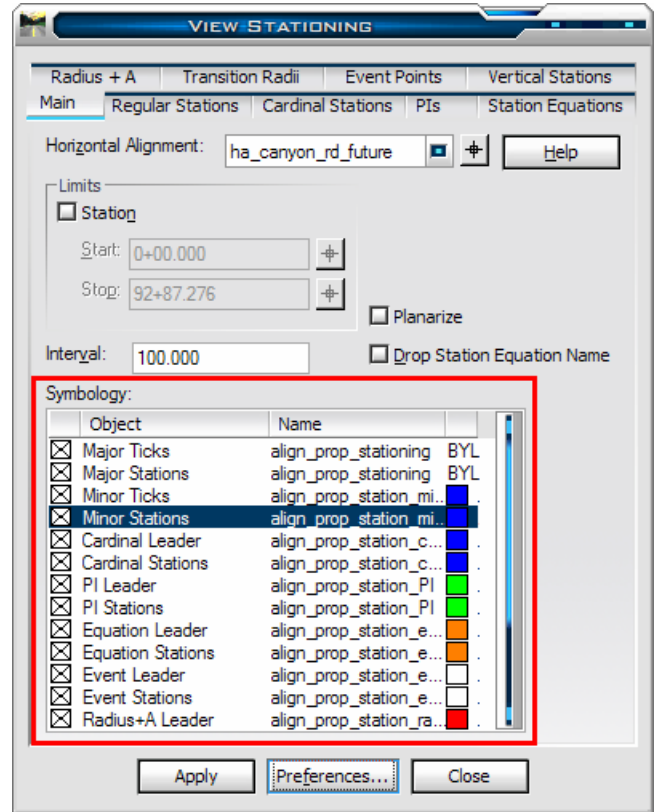 VIEW STATIONING
Radius + A Transition Radii Event Points Vertical Stations
Main Regular Stations Cardinal Stations PIs Station Equations
Horizontal Alignment: ha_canyon_rd_future Help
Limits
Station
Start: 0+00.000
Stop: 92+87.276
Planarize
Interval: 100.000 Drop Station Equation Name
Symbology:
Object Name
Major Ticks align_prop_stationing BYL
Major Stations align_prop_stationing BYL
Minor Ticks align_prop_station_mi...
Minor Stations align_prop_station_mi...
Cardinal Leader align_prop_station_c...
Cardinal Stations align_prop_station_c...
PI Leader align_prop_station_PI
PI Stations align_prop_station_PI
Equation Leader align_prop_station_e...
Equation Stations align_prop_station_e...
Event Leader align_prop_station_e...
Event Stations align_prop_station_e...
Radius+A Leader align_prop_station_ra...
Apply Preferences... Close